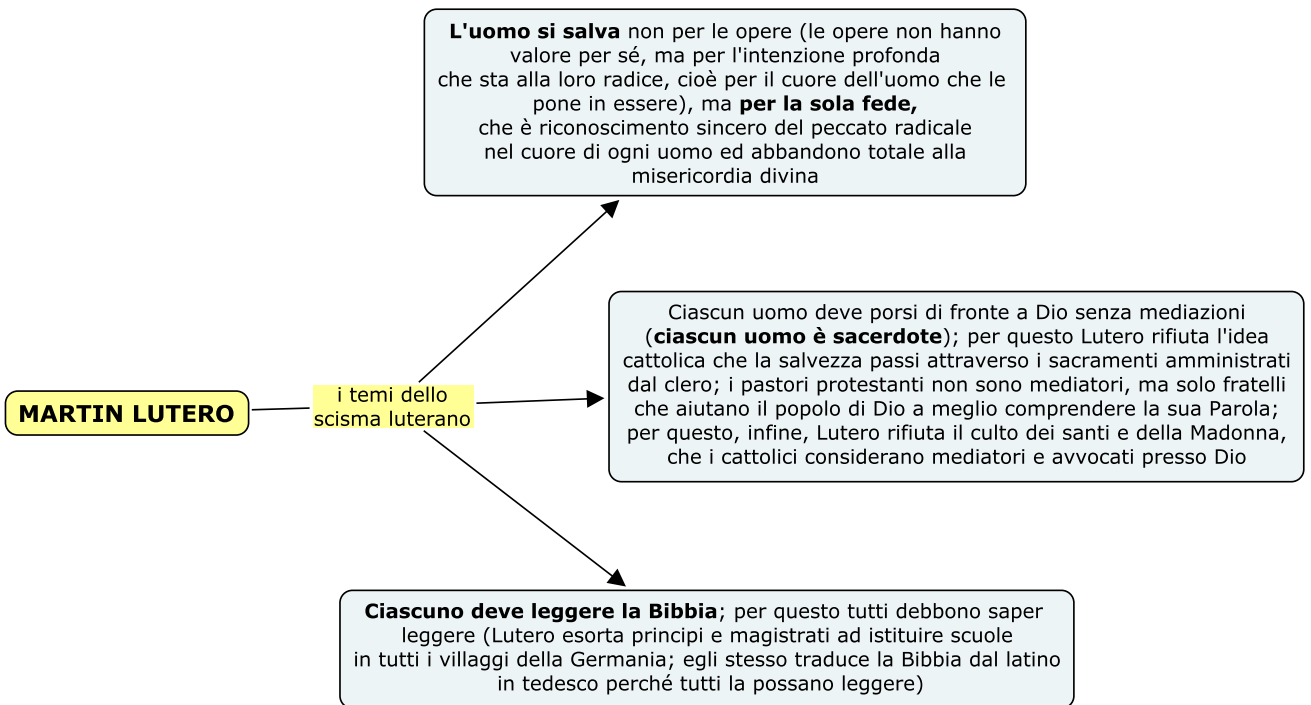 L'uomo si salva non per le opere (le opere non hanno
valore per sé, ma per l'intenzione profonda
che sta alla loro radice, cioè per il cuore dell'uomo che le
pone in essere), ma per la sola fede,
che è riconoscimento sincero del peccato radicale
nel cuore di ogni uomo ed abbandono totale alla
misericordia divina
MARTIN LUTERO
i temi dello
scisma luterano
Ciascun uomo deve porsi di fronte a Dio senza mediazioni
(ciascun uomo è sacerdote); per questo Lutero rifiuta l'idea
cattolica che la salvezza passi attraverso i sacramenti amministrati
dal clero; i pastori protestanti non sono mediatori, ma solo fratelli
che aiutano il popolo di Dio a meglio comprendere la sua Parola;
per questo, infine, Lutero rifiuta il culto dei santi e della Madonna,
che i cattolici considerano mediatori e avvocati presso Dio
Ciascuno deve leggere la Bibbia; per questo tutti debbono saper
leggere (Lutero esorta principi e magistrati ad istituire scuole
in tutti i villaggi della Germania; egli stesso traduce la Bibbia dal latino
in tedesco perché tutti la possano leggere)